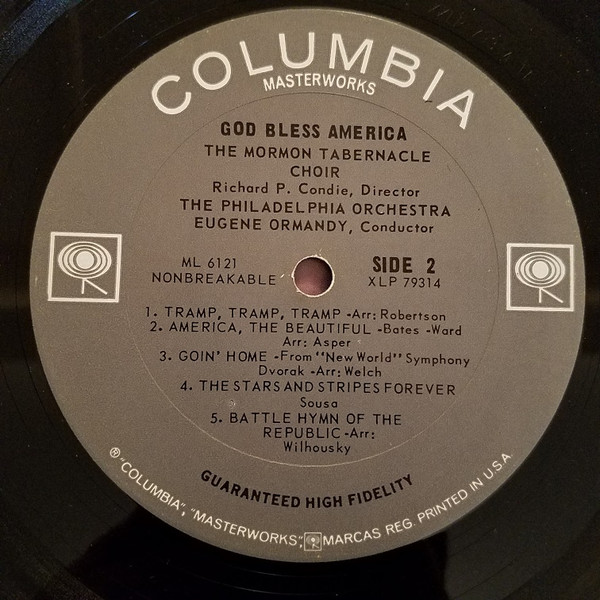 COLUMBIA
MASTERWORKS
GOD BLESS AMERICA
THE MORMON TABERNACLE
CHOIR
Richard P. Condie, Director
THE PHILADELPHIA ORCHESTRA
EUGENE ORMANDY, Conductor
ML 6121
NONBREAKABLE
SIDE 2
XLP 79314
1. TRAMP, TRAMP, TRAMP -Arr: Robertson
2. AMERICA, THE BEAUTIFUL -Bates -Ward
Arr: Asper
3. GOIN' HOME -From "New World" Symphony
Dvorak -Arr: Welch
4. THE STARS AND STRIPES FOREVER
Sousa
5. BATTLE HYMN OF THE
REPUBLIC -Arr:
Wilhousky
GUARANTEED HIGH FIDELITY
® "COLUMBIA", "MASTERWORKS", MARCAS REG. PRINTED IN U.S.A.